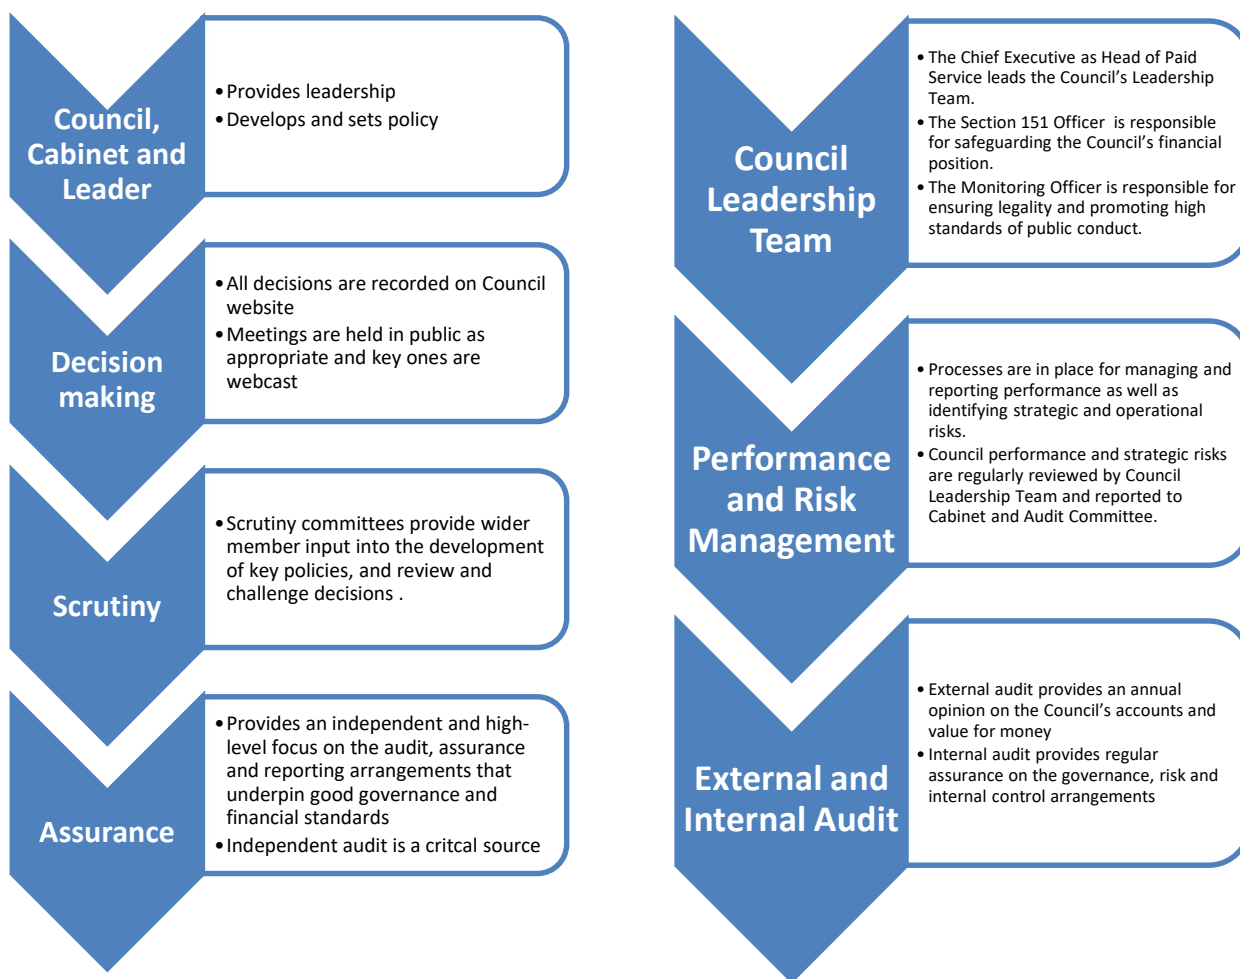 Council,
Cabinet and
Leader
• Provides leadership
• Develops and sets policy
Decision
making
• All decisions are recorded on Council
website
• Meetings are held in public as
appropriate and key ones are
webcast
Scrutiny
• Scrutiny committees provide wider
member input into the development
of key policies, and review and
challenge decisions .
Assurance
• Provides an independent and high-
level focus on the audit, assurance
and reporting arrangements that
underpin good governance and
financial standards
• Independent audit is a critcal source
Council
Leadership
Team
• The Chief Executive as Head of Paid
Service leads the Council’s Leadership
Team.
• The Section 151 Officer is responsible
for safeguarding the Council’s financial
position.
• The Monitoring Officer is responsible for
ensuring legality and promoting high
standards of public conduct.
Performance
and Risk
Management
• Processes are in place for managing and
reporting performance as well as
identifying strategic and operational
risks.
• Council performance and strategic risks
are regularly reviewed by Council
Leadership Team and reported to
Cabinet and Audit Committee.
External and
Internal Audit
• External audit provides an annual
opinion on the Council’s accounts and
value for money
• Internal audit provides regular
assurance on the governance, risk and
internal control arrangements